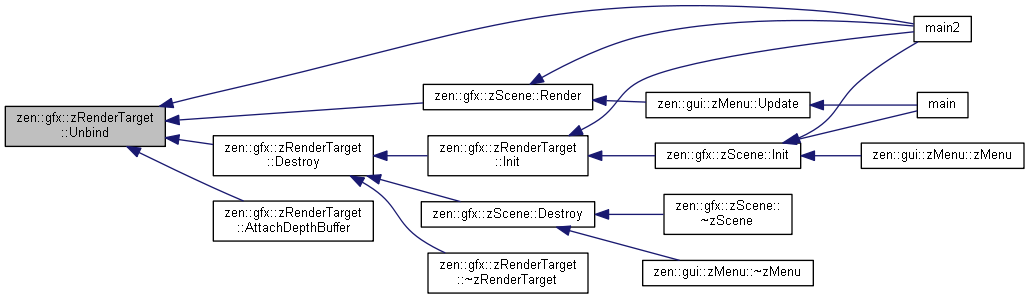 zen::gfx::zRenderTarget
::Unbind
main2
zen::gfx::zScene::Render
zen::gui::zMenu::Update
main
zen::gfx::zRenderTarget
::Destroy
zen::gfx::zRenderTarget
::Init
zen::gfx::zScene::Init
zen::gui::zMenu::zMenu
zen::gfx::zRenderTarget
::AttachDepthBuffer
zen::gfx::zScene::Destroy
zen::gfx::zScene::
~zScene
zen::gfx::zRenderTarget
::~zRenderTarget
zen::gui::zMenu::~zMenu